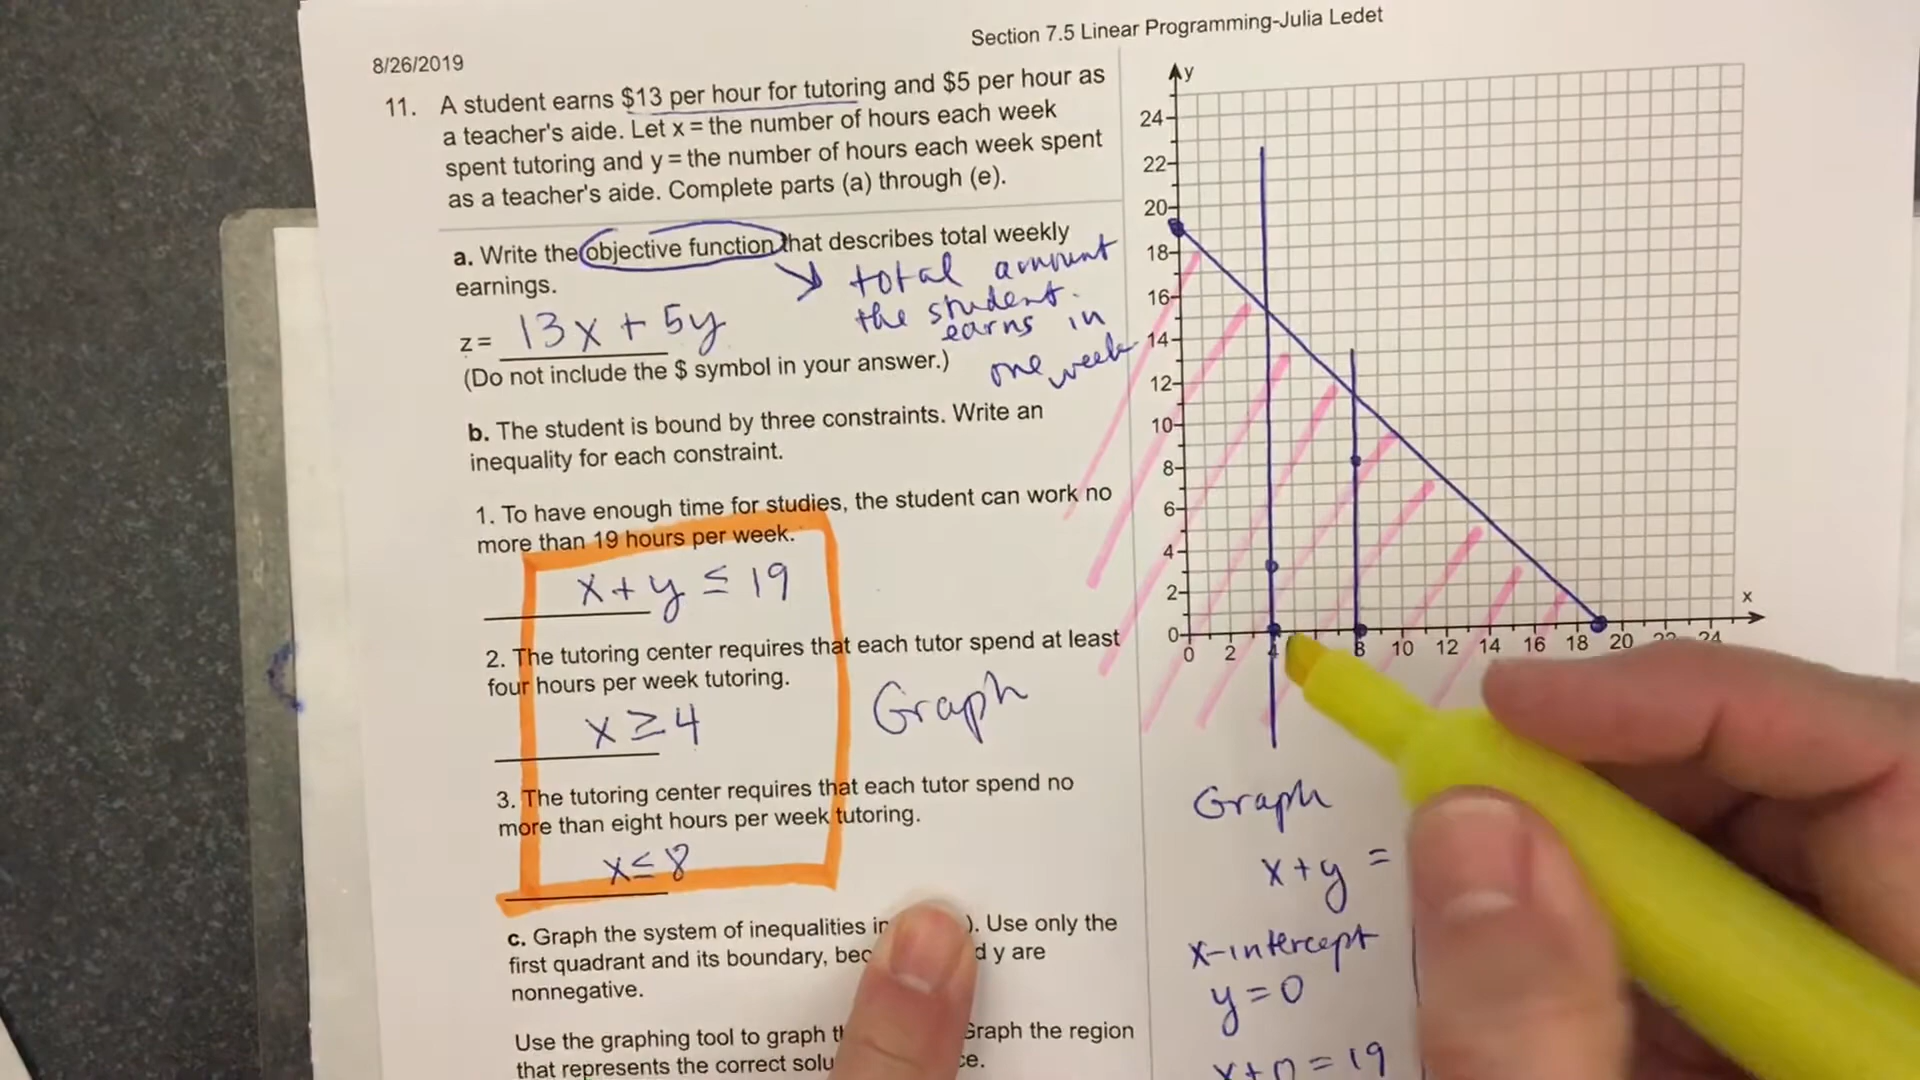 Section 7.5 Linear Programming-Julia Ledet
8/26/2019
11. A student earns $13 per hour for tutoring and $5 per hour as
a teacher's aide. Let x = the number of hours each week
spent tutoring and y = the number of hours each week spent
as a teacher's aide. Complete parts (a) through (e).
a. Write the objective function that describes total weekly
earnings.
total amount
the student
earns in
one week
z = 13x + 5y
(Do not include the $ symbol in your answer.)
b. The student is bound by three constraints. Write an
inequality for each constraint.
1. To have enough time for studies, the student can work no
more than 19 hours per week.
x + y ≤ 19
2. The tutoring center requires that each tutor spend at least
four hours per week tutoring.
x ≥ 4
Graph
3. The tutoring center requires that each tutor spend no
more than eight hours per week tutoring.
x ≤ 8
c. Graph the system of inequalities in ). Use only the
first quadrant and its boundary, y are
nonnegative.
Use the graphing tool to graph Graph the region
that represents the correct
y
24
22
20
18
16
14
12
10
8
6
4
2
0
x
0 2 4 8 10 12 14 16 18 20 22 24
Graph
x + y =
x-intercept
y = 0
x + 0 = 19